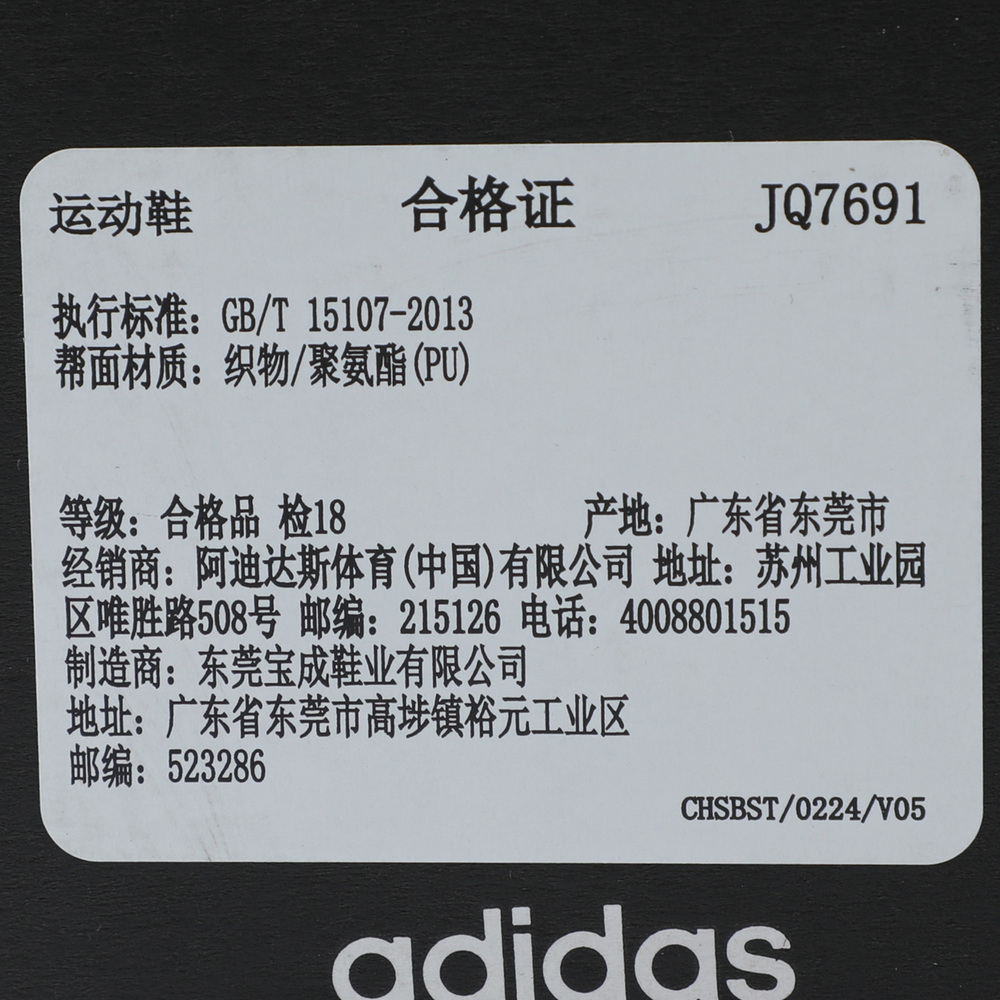 运动鞋 合格证 JQ7691
执行标准：GB/T 15107-2013
帮面材质：织物/聚氨酯(PU)
等级：合格品 检18 产地：广东省东莞市
经销商：阿迪达斯体育(中国)有限公司 地址：苏州工业园
区唯胜路508号 邮编：215126 电话：4008801515
制造商：东莞宝成鞋业有限公司
地址：广东省东莞市高埗镇裕元工业区
邮编：523286
CHSBST/0224/V05
adidas